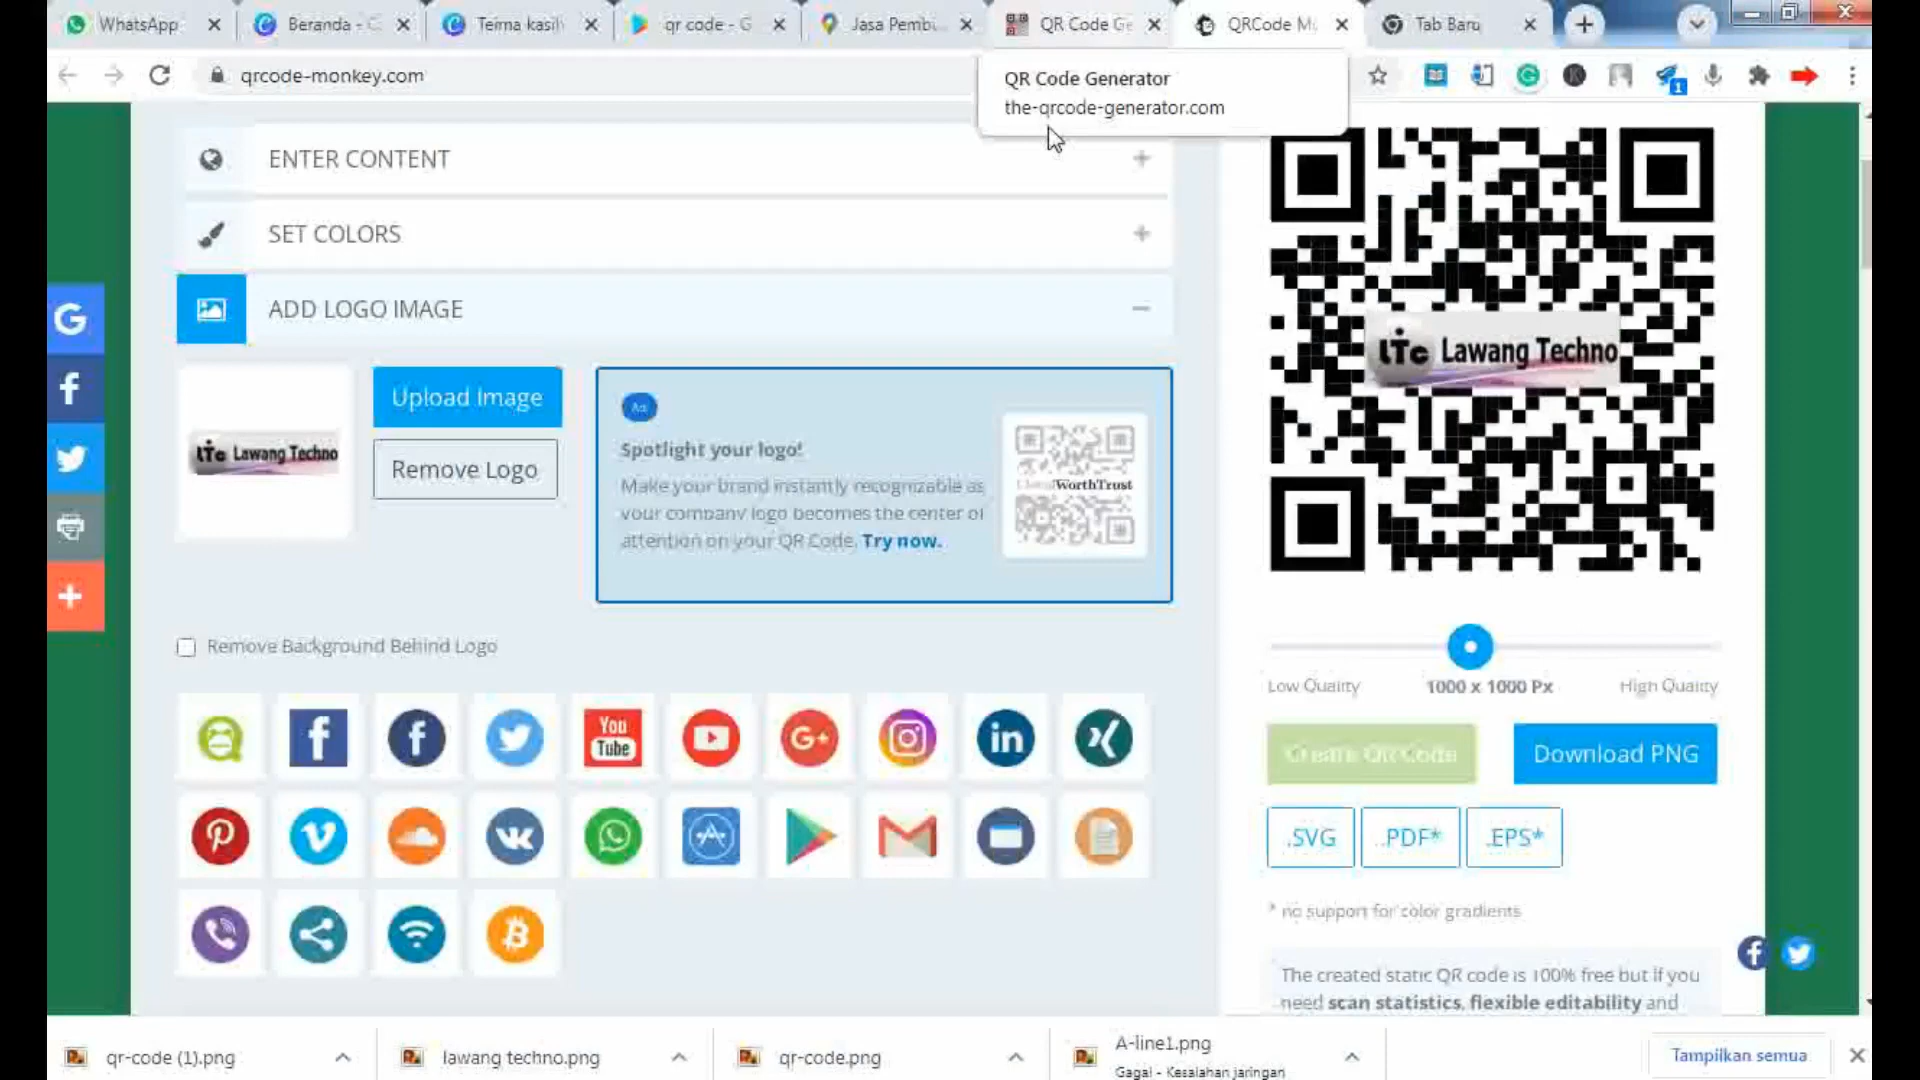 WhatsApp
Beranda - C
Teima kasih
qr code - G
Jasa Pembu
QR Code Ge
QRCode Mo
Tab Baru
qrcode-monkey.com
QR Code Generator
the-qrcode-generator.com
1
ENTER CONTENT
SET COLORS
ADD LOGO IMAGE
LTc Lawang Techno
Upload Image
Remove Logo
Ad
Spotlight your logo!
Make your brand instantly recognizable as
your company logo becomes the center of
attention on your QR Code. Try now.
WorthTrust
LTc Lawang Techno
Remove Background Behind Logo
You
Tube
Low Quality
1000 x 1000 Px
High Quality
Create QR Code
Download PNG
.SVG
.PDF*
.EPS*
* no support for color gradients
The created static QR code is 100% free but if you
need scan statistics, flexible editability and
qr-code (1).png
lawang techno.png
qr-code.png
A-line1.png
Gagal - Kesalahan jaringan
Tampilkan semua